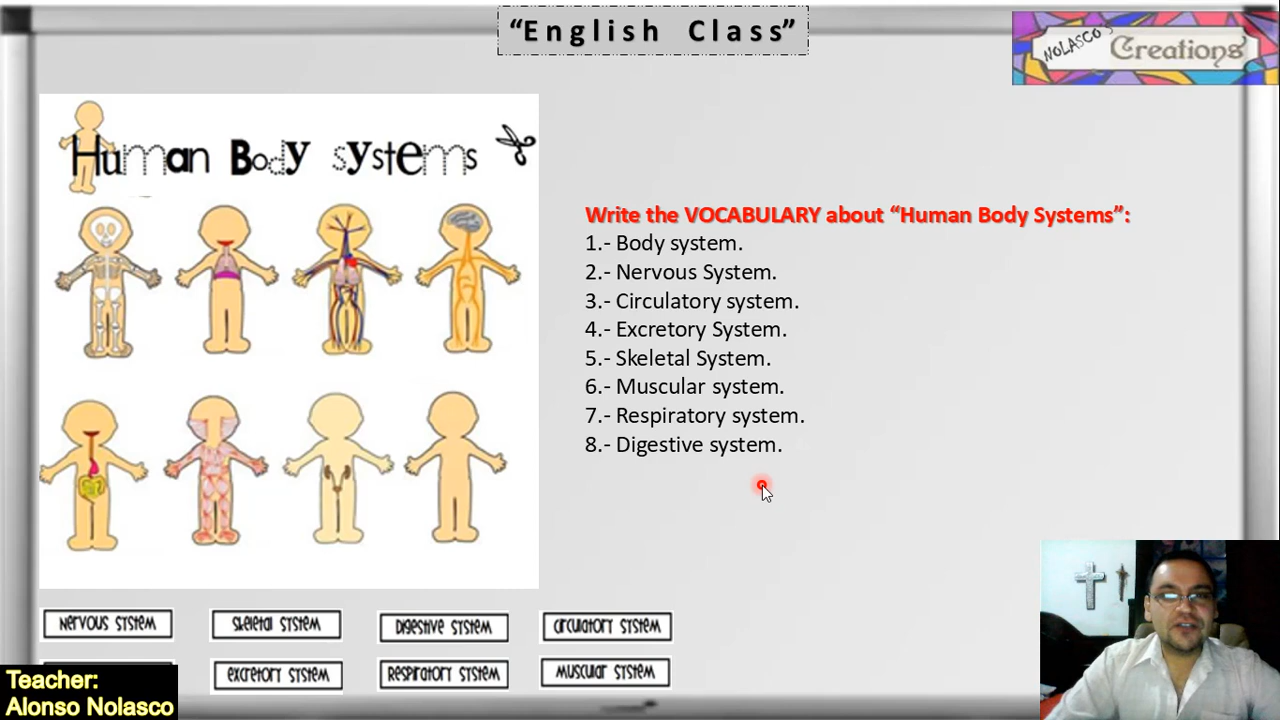 “English Class”
NOLASCO's Creations
Human Body systems
Write the VOCABULARY about “Human Body Systems”:
1.- Body system.
2.- Nervous System.
3.- Circulatory system.
4.- Excretory System.
5.- Skeletal System.
6.- Muscular system.
7.- Respiratory system.
8.- Digestive system.
NERVOUS SYSTEM
SKELETAL SYSTEM
DIGESTIVE SYSTEM
CIRCULATORY SYSTEM
EXCRETORY SYSTEM
RESPIRATORY SYSTEM
MUSCULAR SYSTEM
Teacher:
Alonso Nolasco